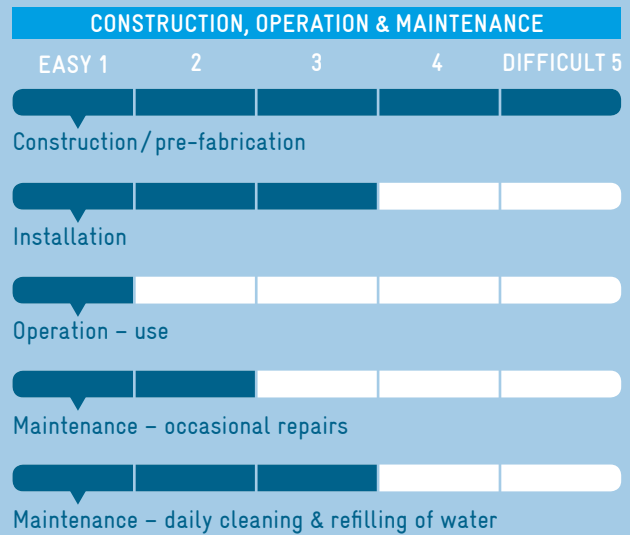 CONSTRUCTION, OPERATION & MAINTENANCE
EASY 1 2 3 4 DIFFICULT 5
Construction / pre-fabrication
Installation
Operation – use
Maintenance – occasional repairs
Maintenance – daily cleaning & refilling of water